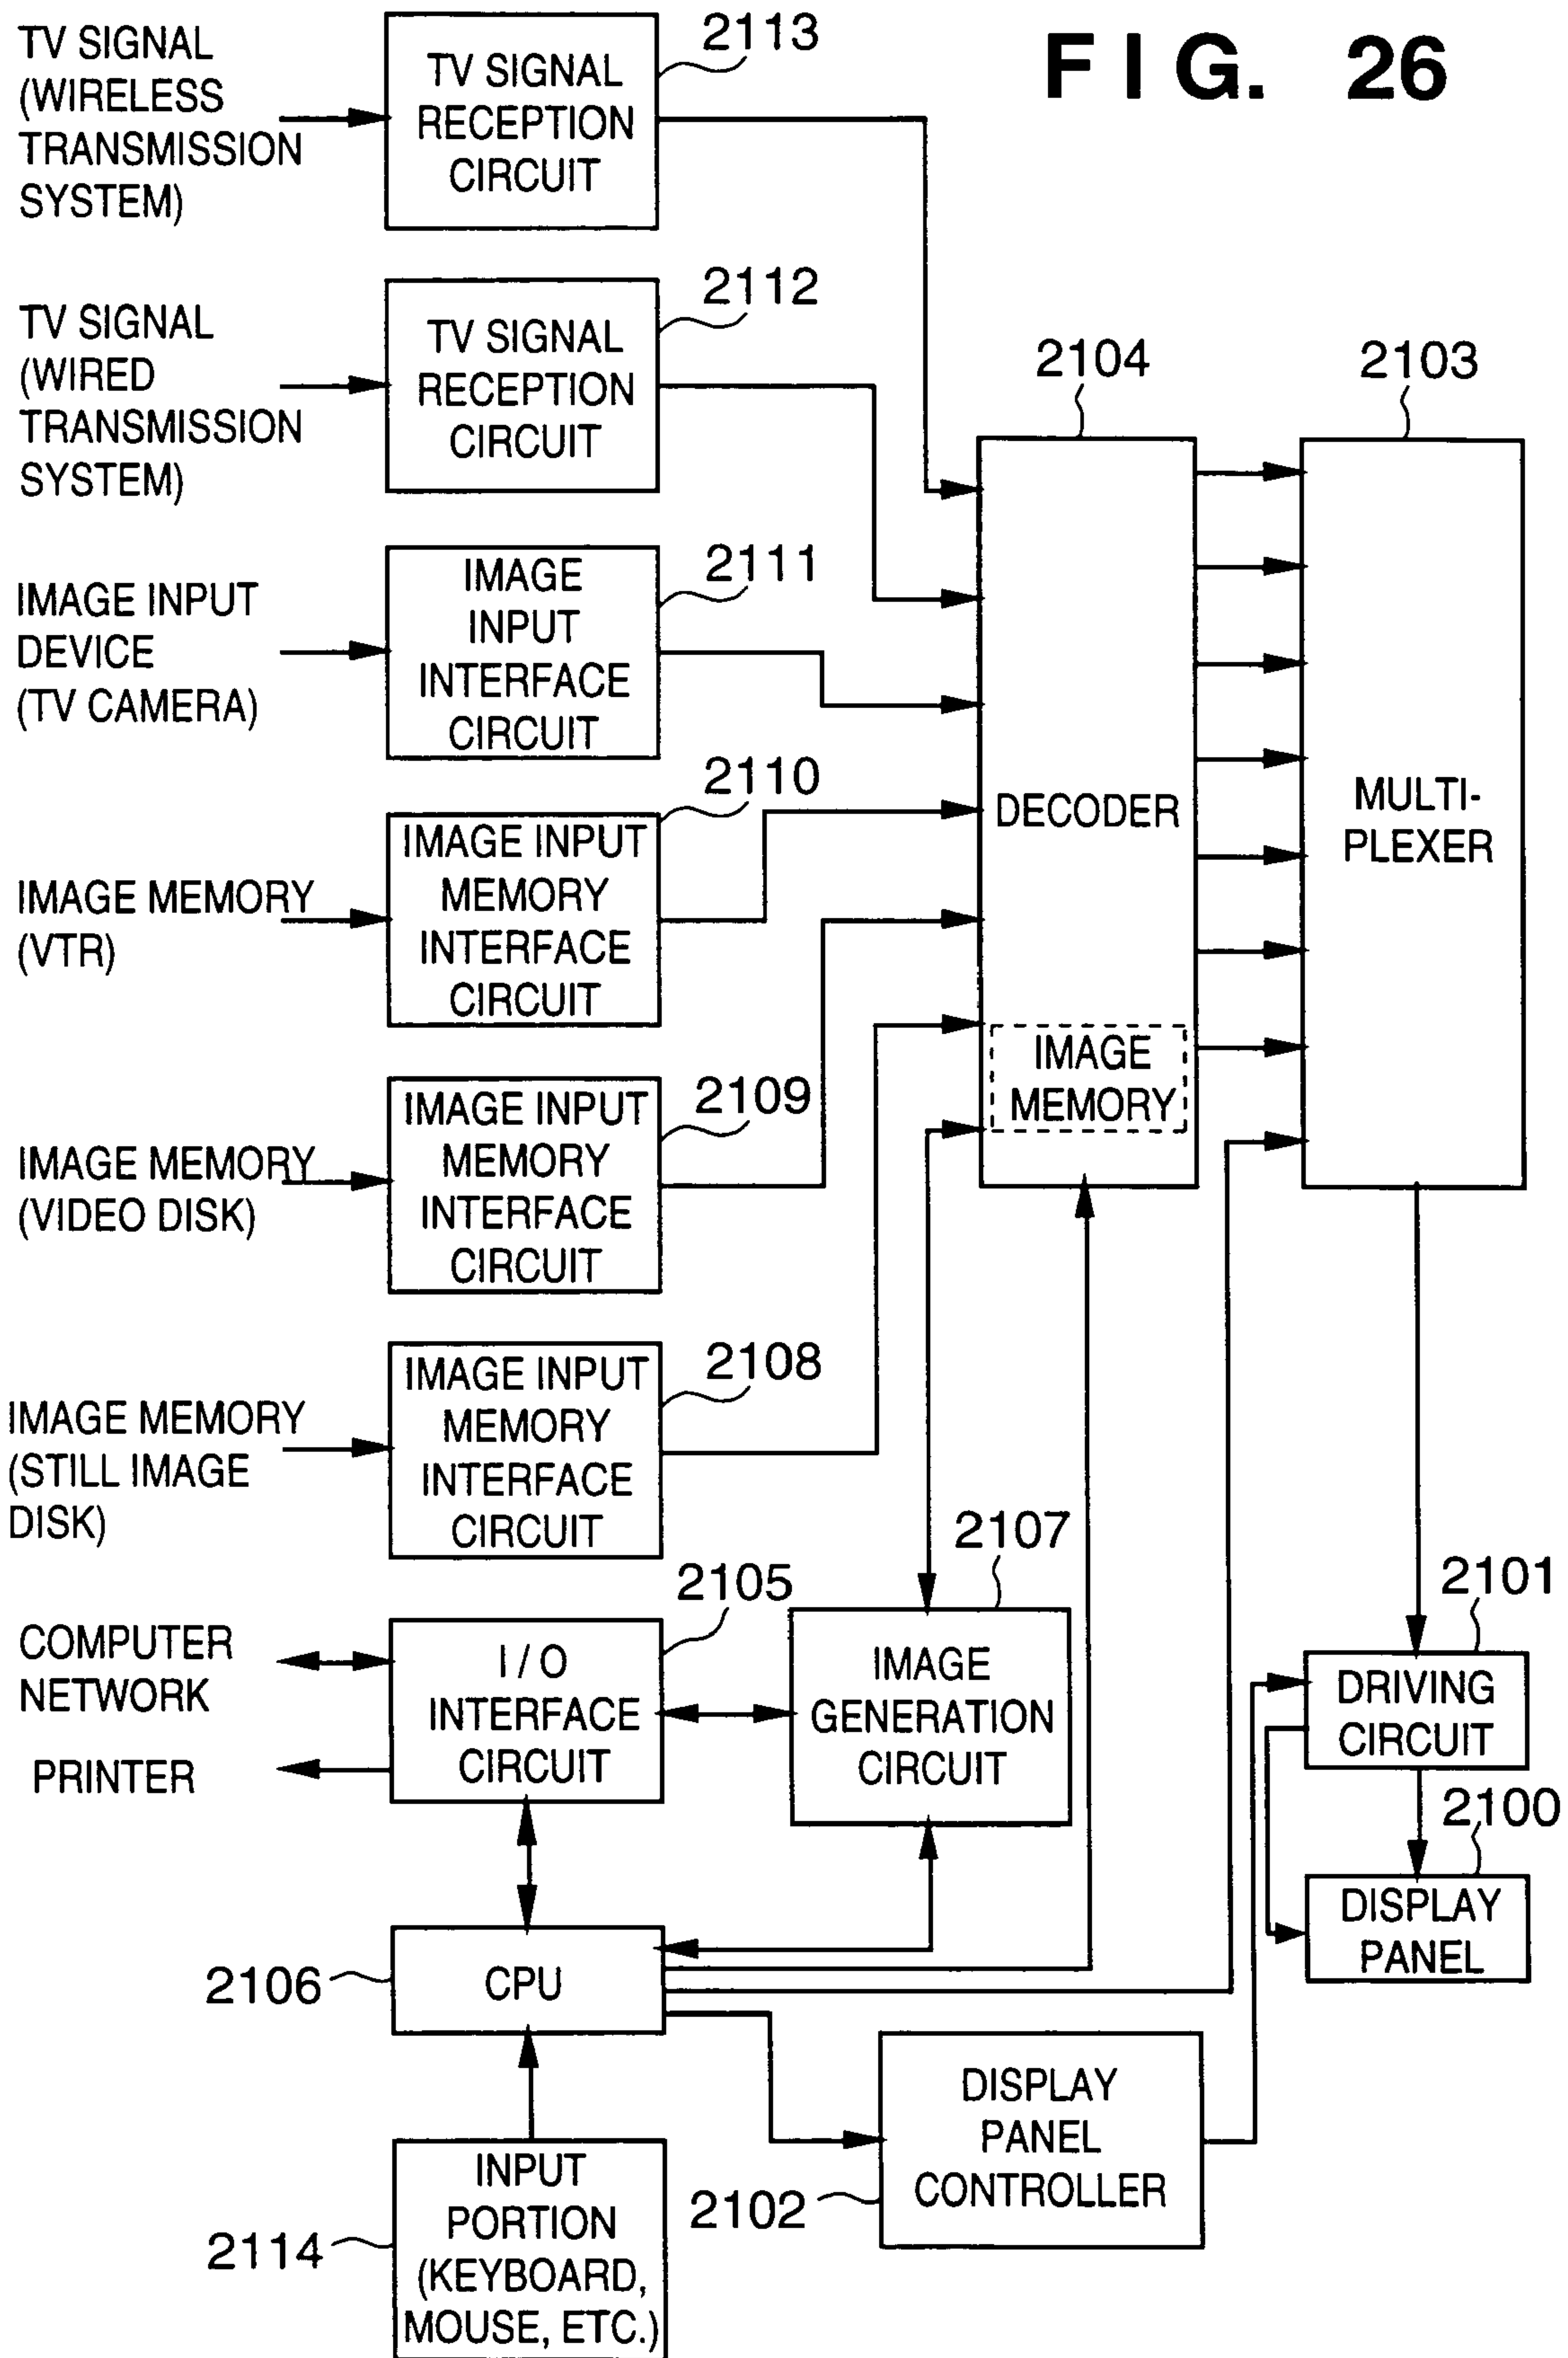 FIG. 26
TV SIGNAL
(WIRELESS
TRANSMISSION
SYSTEM)
TV SIGNAL
RECEPTION
CIRCUIT
2113
TV SIGNAL
(WIRED
TRANSMISSION
SYSTEM)
TV SIGNAL
RECEPTION
CIRCUIT
2112
IMAGE INPUT
DEVICE
(TV CAMERA)
IMAGE
INPUT
INTERFACE
CIRCUIT
2111
IMAGE MEMORY
(VTR)
IMAGE INPUT
MEMORY
INTERFACE
CIRCUIT
2110
IMAGE MEMORY
(VIDEO DISK)
IMAGE INPUT
MEMORY
INTERFACE
CIRCUIT
2109
IMAGE MEMORY
(STILL IMAGE
DISK)
IMAGE INPUT
MEMORY
INTERFACE
CIRCUIT
2108
2104
DECODER
IMAGE
MEMORY
2103
MULTI-
PLEXER
COMPUTER
NETWORK
PRINTER
I / O
INTERFACE
CIRCUIT
2105
IMAGE
GENERATION
CIRCUIT
2107
2101
DRIVING
CIRCUIT
2100
DISPLAY
PANEL
2106
CPU
DISPLAY
PANEL
CONTROLLER
2102
2114
INPUT
PORTION
(KEYBOARD,
MOUSE, ETC.)